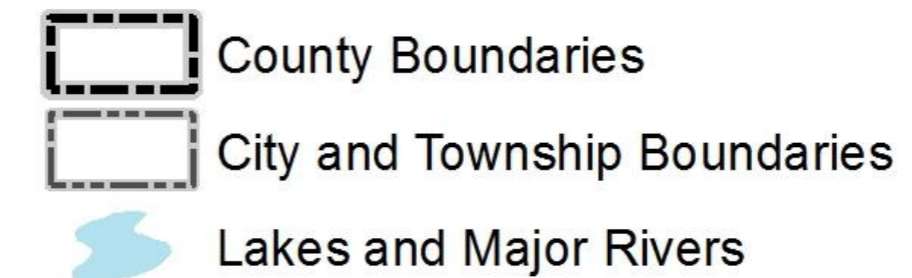 County Boundaries
City and Township Boundaries
Lakes and Major Rivers